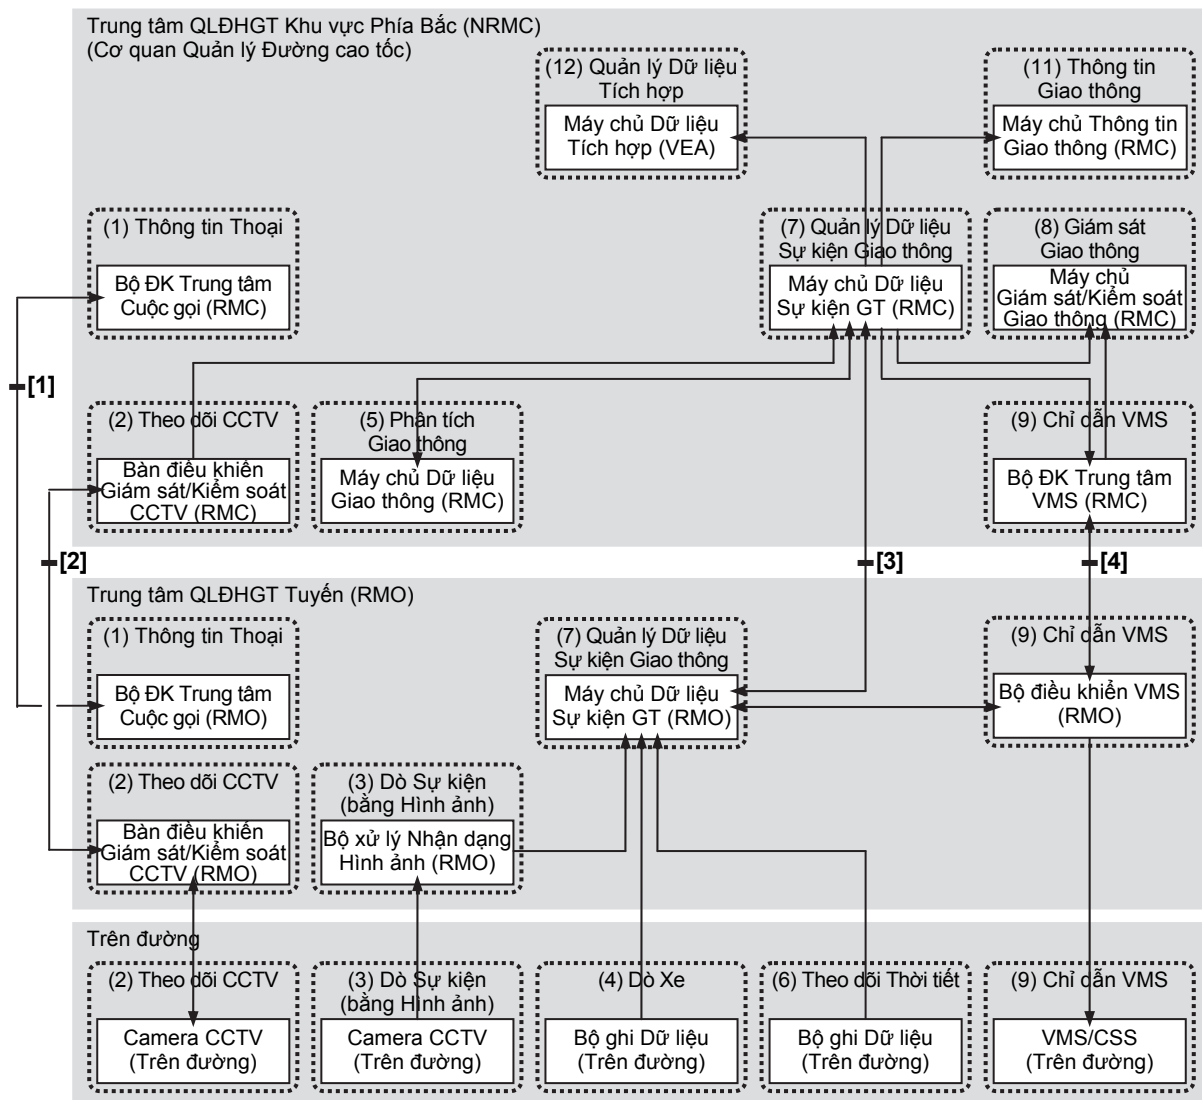 Trung tâm QLĐHGT Khu vực Phía Bắc (NRMC)
(Cơ quan Quản lý Đường cao tốc)
(12) Quản lý Dữ liệu
Tích hợp
Máy chủ Dữ liệu
Tích hợp (VEA)
(11) Thông tin
Giao thông
Máy chủ Thông tin
Giao thông (RMC)
(1) Thông tin Thoại
Bộ ĐK Trung tâm
Cuộc gọi (RMC)
(7) Quản lý Dữ liệu
Sự kiện Giao thông
Máy chủ Dữ liệu
Sự kiện GT (RMC)
(8) Giám sát
Giao thông
Máy chủ
Giám sát/Kiểm soát
Giao thông (RMC)
[1]
(2) Theo dõi CCTV
Bàn điều khiển
Giám sát/Kiểm soát
CCTV (RMC)
(5) Phân tích
Giao thông
Máy chủ Dữ liệu
Giao thông (RMC)
(9) Chỉ dẫn VMS
Bộ ĐK Trung tâm
VMS (RMC)
[2]
[3]
[4]
Trung tâm QLĐHGT Tuyến (RMO)
(1) Thông tin Thoại
Bộ ĐK Trung tâm
Cuộc gọi (RMO)
(7) Quản lý Dữ liệu
Sự kiện Giao thông
Máy chủ Dữ liệu
Sự kiện GT (RMO)
(9) Chỉ dẫn VMS
Bộ điều khiển VMS
(RMO)
(2) Theo dõi CCTV
Bàn điều khiển
Giám sát/Kiểm soát
CCTV (RMO)
(3) Dò Sự kiện
(bằng Hình ảnh)
Bộ xử lý Nhận dạng
Hình ảnh (RMO)
Trên đường
(2) Theo dõi CCTV
Camera CCTV
(Trên đường)
(3) Dò Sự kiện
(bằng Hình ảnh)
Camera CCTV
(Trên đường)
(4) Dò Xe
Bộ ghi Dữ liệu
(Trên đường)
(6) Theo dõi Thời tiết
Bộ ghi Dữ liệu
(Trên đường)
(9) Chỉ dẫn VMS
VMS/CSS
(Trên đường)